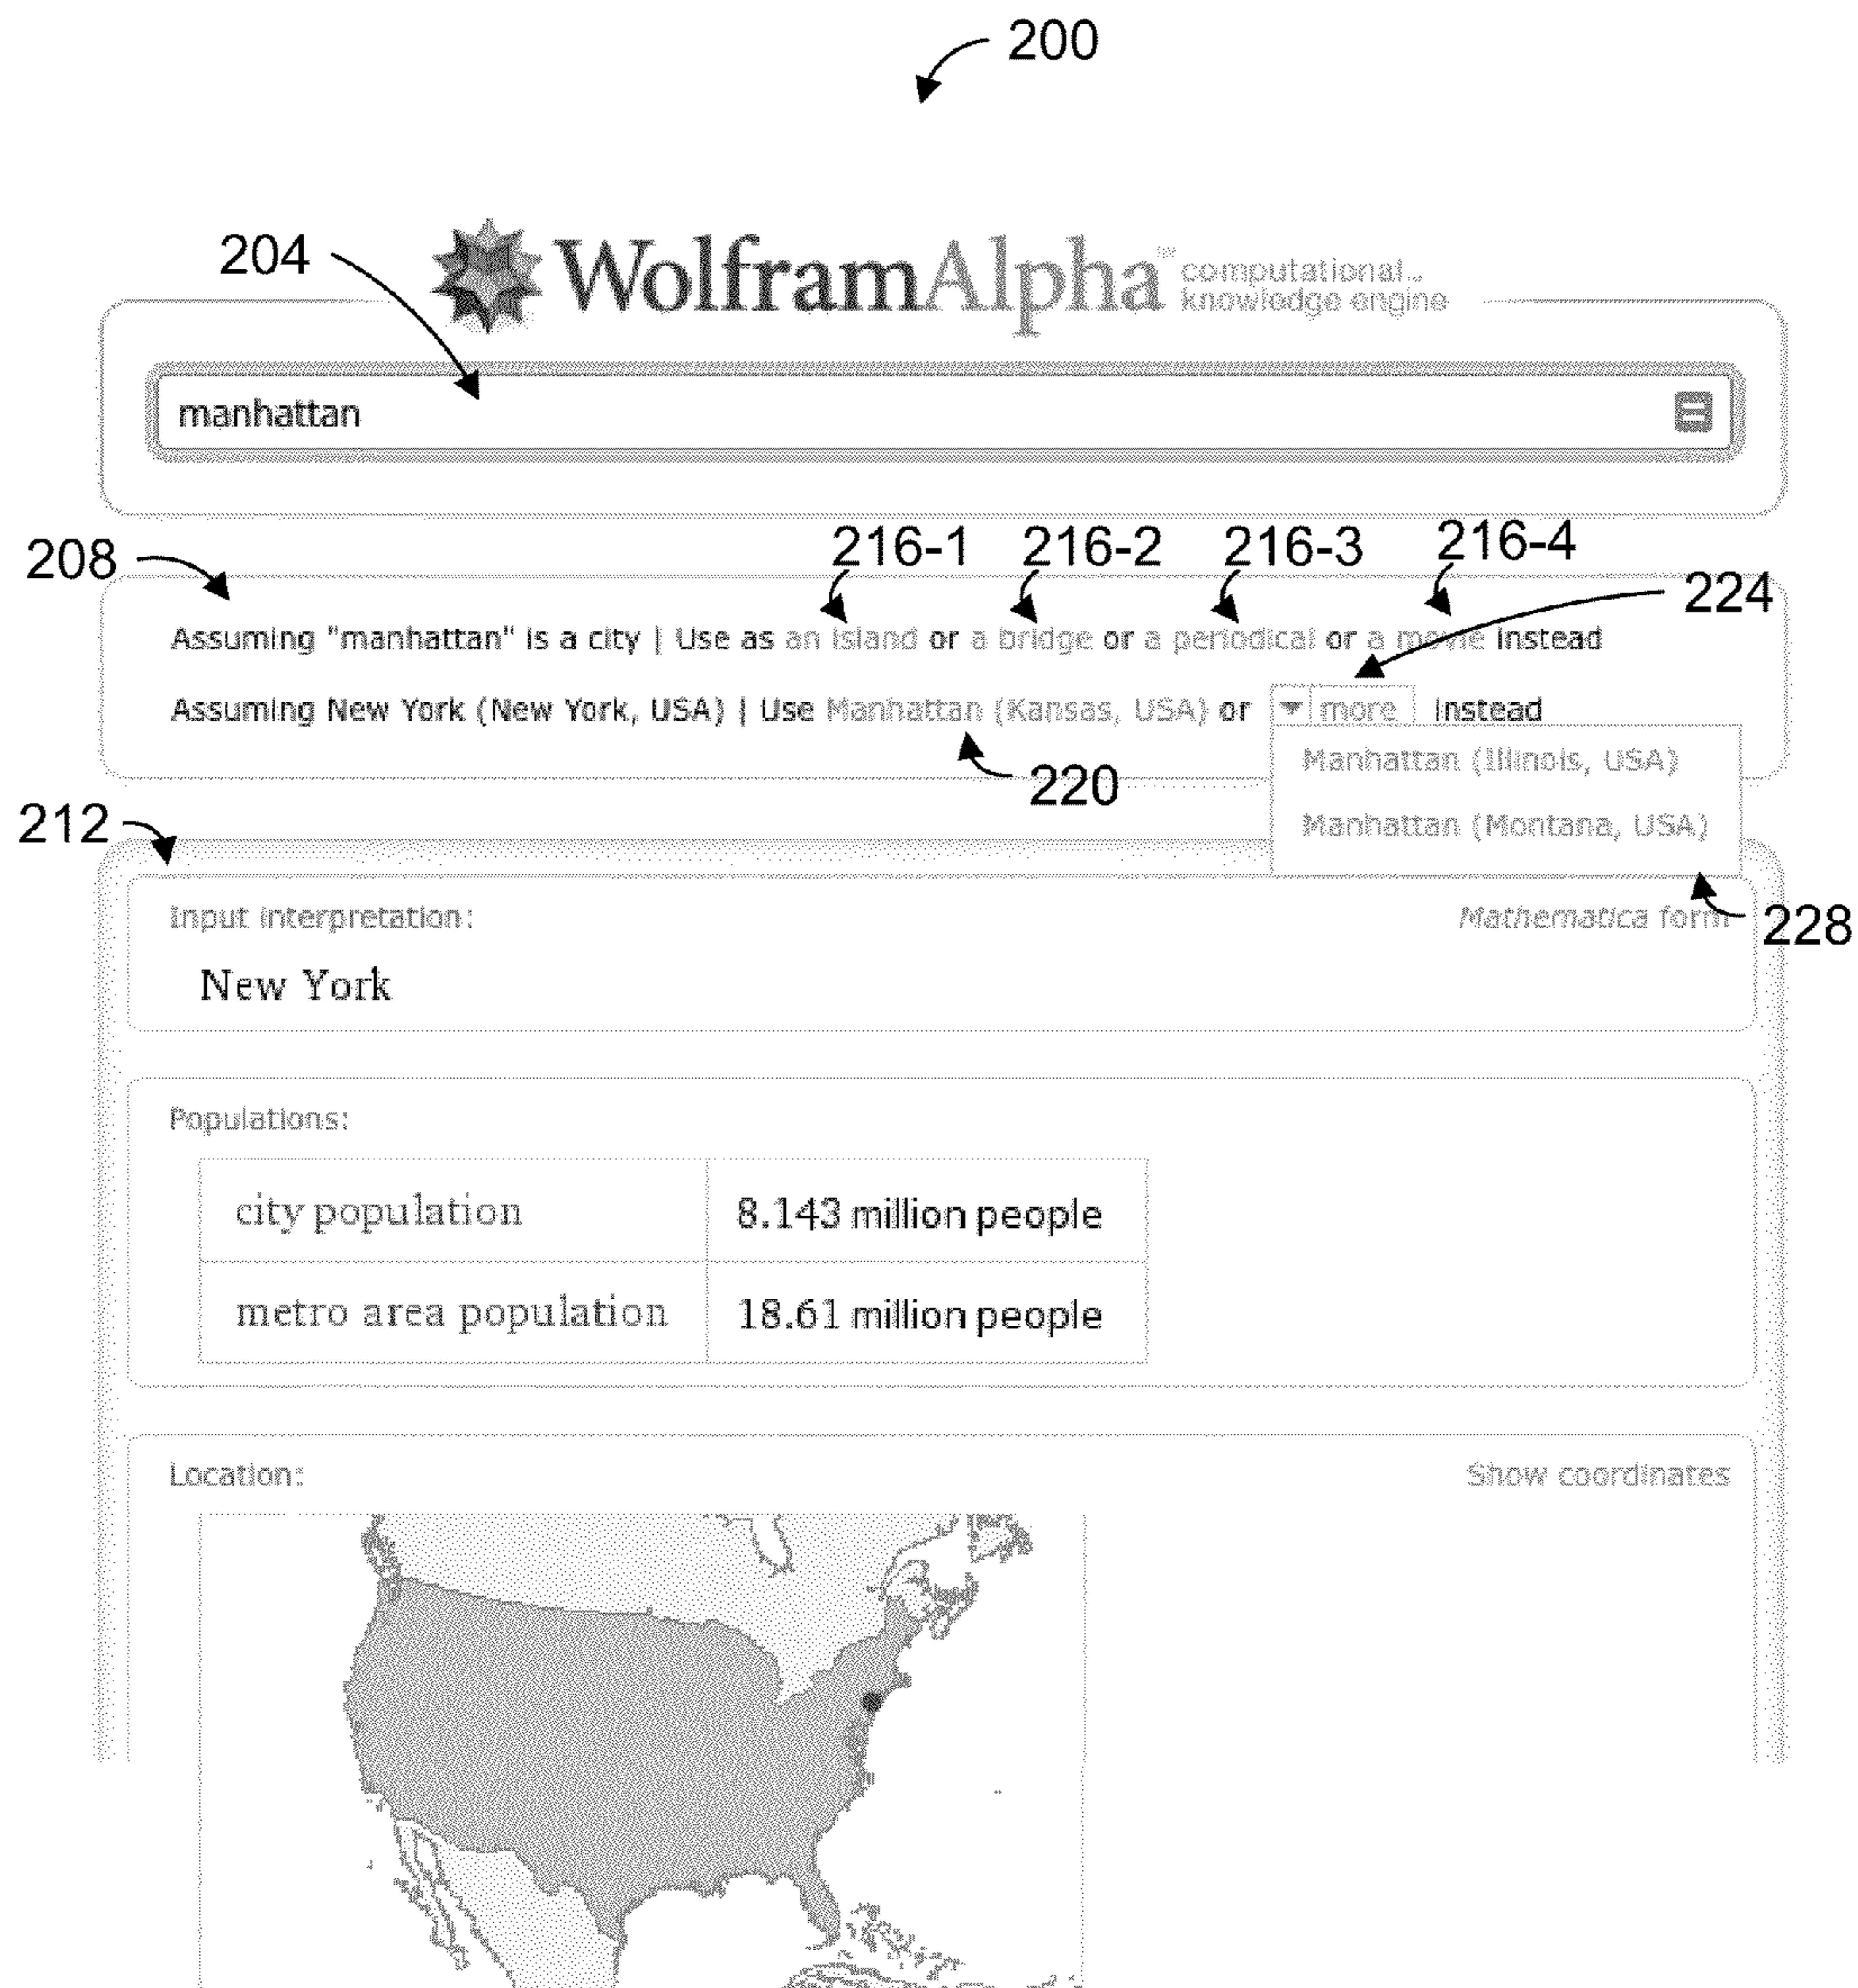 200
204
WolframAlpha™ computational..
knowledge engine
manhattan
208
216-1 216-2 216-3 216-4
224
Assuming "manhattan" is a city | Use as an island or a bridge or a periodical or a movie instead
Assuming New York (New York, USA) | Use Manhattan (Kansas, USA) or more instead
Manhattan (Illinois, USA)
220
Manhattan (Montana, USA)
212
Input interpretation: Mathematica form
228
New York
Populations:
city population 8.143 million people
metro area population 18.61 million people
Location: Show coordinates